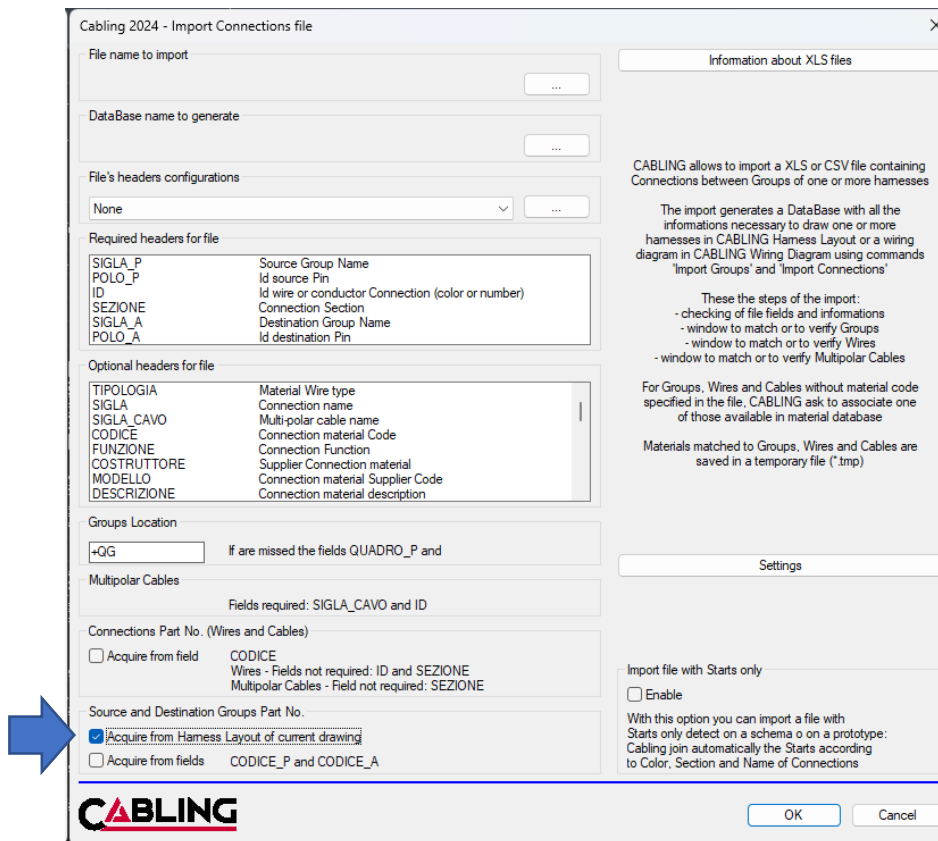 Cabling 2024 - Import Connections file
File name to import
...
DataBase name to generate
...
File's headers configurations
None
...
Required headers for file
SIGLA_P Source Group Name
POLO_P Id source Pin
ID Id wire or conductor Connection (color or number)
SEZIONE Connection Section
SIGLA_A Destination Group Name
POLO_A Id destination Pin
Optional headers for file
TIPOLOGIA Material Wire type
SIGLA Connection name
SIGLA_CAVO Multi-polar cable name
CODICE Connection material Code
FUNZIONE Connection Function
COSTRUTTORE Supplier Connection material
MODELLO Connection material Supplier Code
DESCRIZIONE Connection material description
Groups Location
+QG If are missed the fields QUADRO_P and
Multipolar Cables
Fields required: SIGLA_CAVO and ID
Connections Part No. (Wires and Cables)
Acquire from field CODICE
Wires - Fields not required: ID and SEZIONE
Multipolar Cables - Field not required: SEZIONE
Source and Destination Groups Part No.
Acquire from Harness Layout of current drawing
Acquire from fields CODICE_P and CODICE_A
Information about XLS files
CABLING allows to import a XLS or CSV file containing
Connections between Groups of one or more harnesses
The import generates a DataBase with all the
informations necessary to draw one or more
harnesses in CABLING Harness Layout or a wiring
diagram in CABLING Wiring Diagram using commands
'Import Groups' and 'Import Connections'
These the steps of the import:
- checking of file fields and informations
- window to match or to verify Groups
- window to match or to verify Wires
- window to match or to verify Multipolar Cables
For Groups, Wires and Cables without material code
specified in the file, CABLING ask to associate one
of those available in material database
Materials matched to Groups, Wires and Cables are
saved in a temporary file (*.tmp)
Settings
Import file with Starts only
Enable
With this option you can import a file with
Starts only detect on a schema o on a prototype:
Cabling join automatically the Starts according
to Color, Section and Name of Connections
CABLING
OK
Cancel